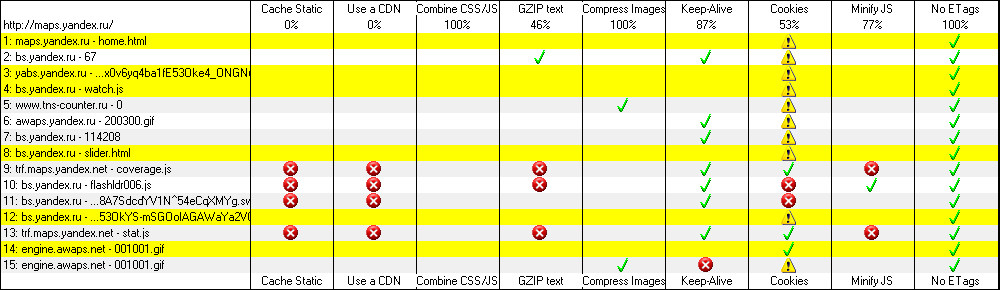 Cache Static Use a CDN Combine CSS/JS GZIP text Compress Images Keep-Alive Cookies Minify JS No ETags
http://maps.yandex.ru/ 0% 0% 100% 46% 100% 87% 53% 77% 100%
1: maps.yandex.ru - home.html
2: bs.yandex.ru - 67
3: yabs.yandex.ru - ...x0v6yq4ba1fE53Oke4_ONGN
4: bs.yandex.ru - watch.js
5: www.tns-counter.ru - 0
6: awaps.yandex.ru - 200300.gif
7: bs.yandex.ru - 114208
8: bs.yandex.ru - slider.html
9: trf.maps.yandex.net - coverage.js
10: bs.yandex.ru - flashldr006.js
11: bs.yandex.ru - ...8A7SdcdYV1N^54eCqXMYg.sw
12: bs.yandex.ru - ...53OkYS-mSGOolAGAWaYa2V0
13: trf.maps.yandex.net - stat.js
14: engine.awaps.net - 001001.gif
15: engine.awaps.net - 001001.gif
Cache Static Use a CDN Combine CSS/JS GZIP text Compress Images Keep-Alive Cookies Minify JS No ETags